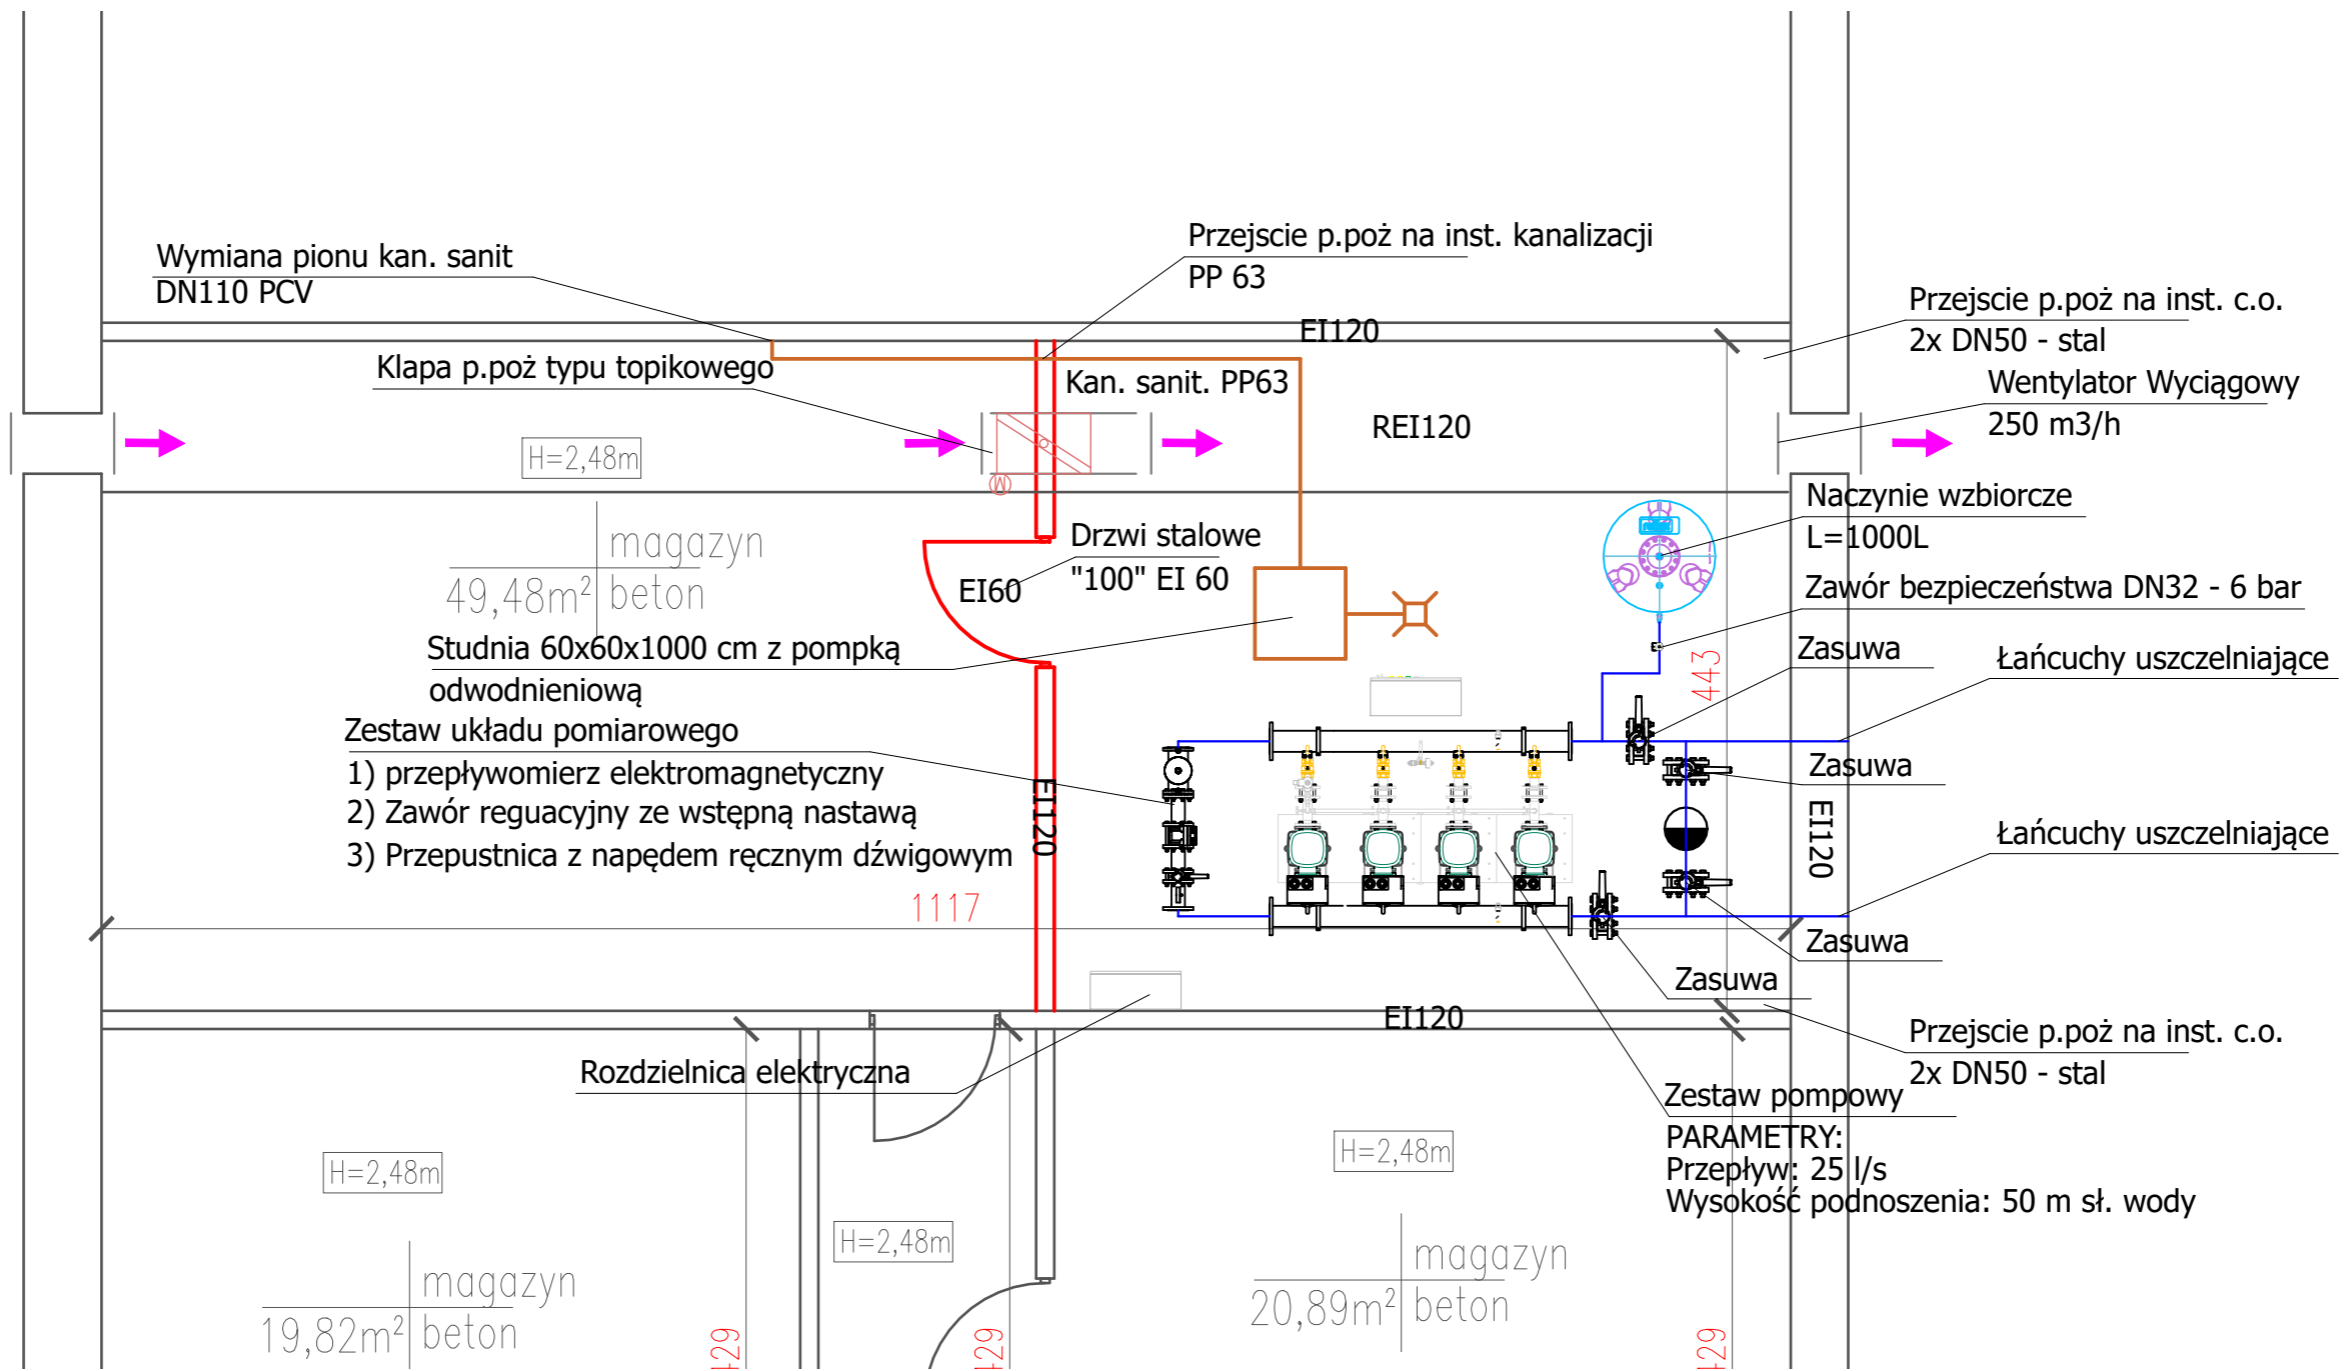 Wymiana pionu kan. sanit
DN110 PCV
Przejscie p.poż na inst. kanalizacji
PP 63
EI120
Przejscie p.poż na inst. c.o.
2x DN50 - stal
Klapa p.poż typu topikowego
Kan. sanit. PP63
REI120
Wentylator Wyciągowy
250 m3/h
H=2,48m
M
Naczynie wzbiorcze
L=1000L
magazyn
49,48m² beton
Drzwi stalowe
"100" EI 60
EI60
Zawór bezpieczeństwa DN32 - 6 bar
Studnia 60x60x1000 cm z pompką
odwodnieniową
Zasuwa
Łańcuchy uszczelniające
443
Zestaw układu pomiarowego
1) przepływomierz elektromagnetyczny
2) Zawór reguacyjny ze wstępną nastawą
3) Przepustnica z napędem ręcznym dźwigowym
EI120
Zasuwa
EI120
Łańcuchy uszczelniające
1117
Zasuwa
Zasuwa
EI120
Przejscie p.poż na inst. c.o.
2x DN50 - stal
Rozdzielnica elektryczna
Zestaw pompowy
PARAMETRY:
Przepływ: 25 l/s
Wysokość podnoszenia: 50 m sł. wody
H=2,48m
H=2,48m
H=2,48m
magazyn
19,82m² beton
magazyn
20,89m² beton
429
429
429